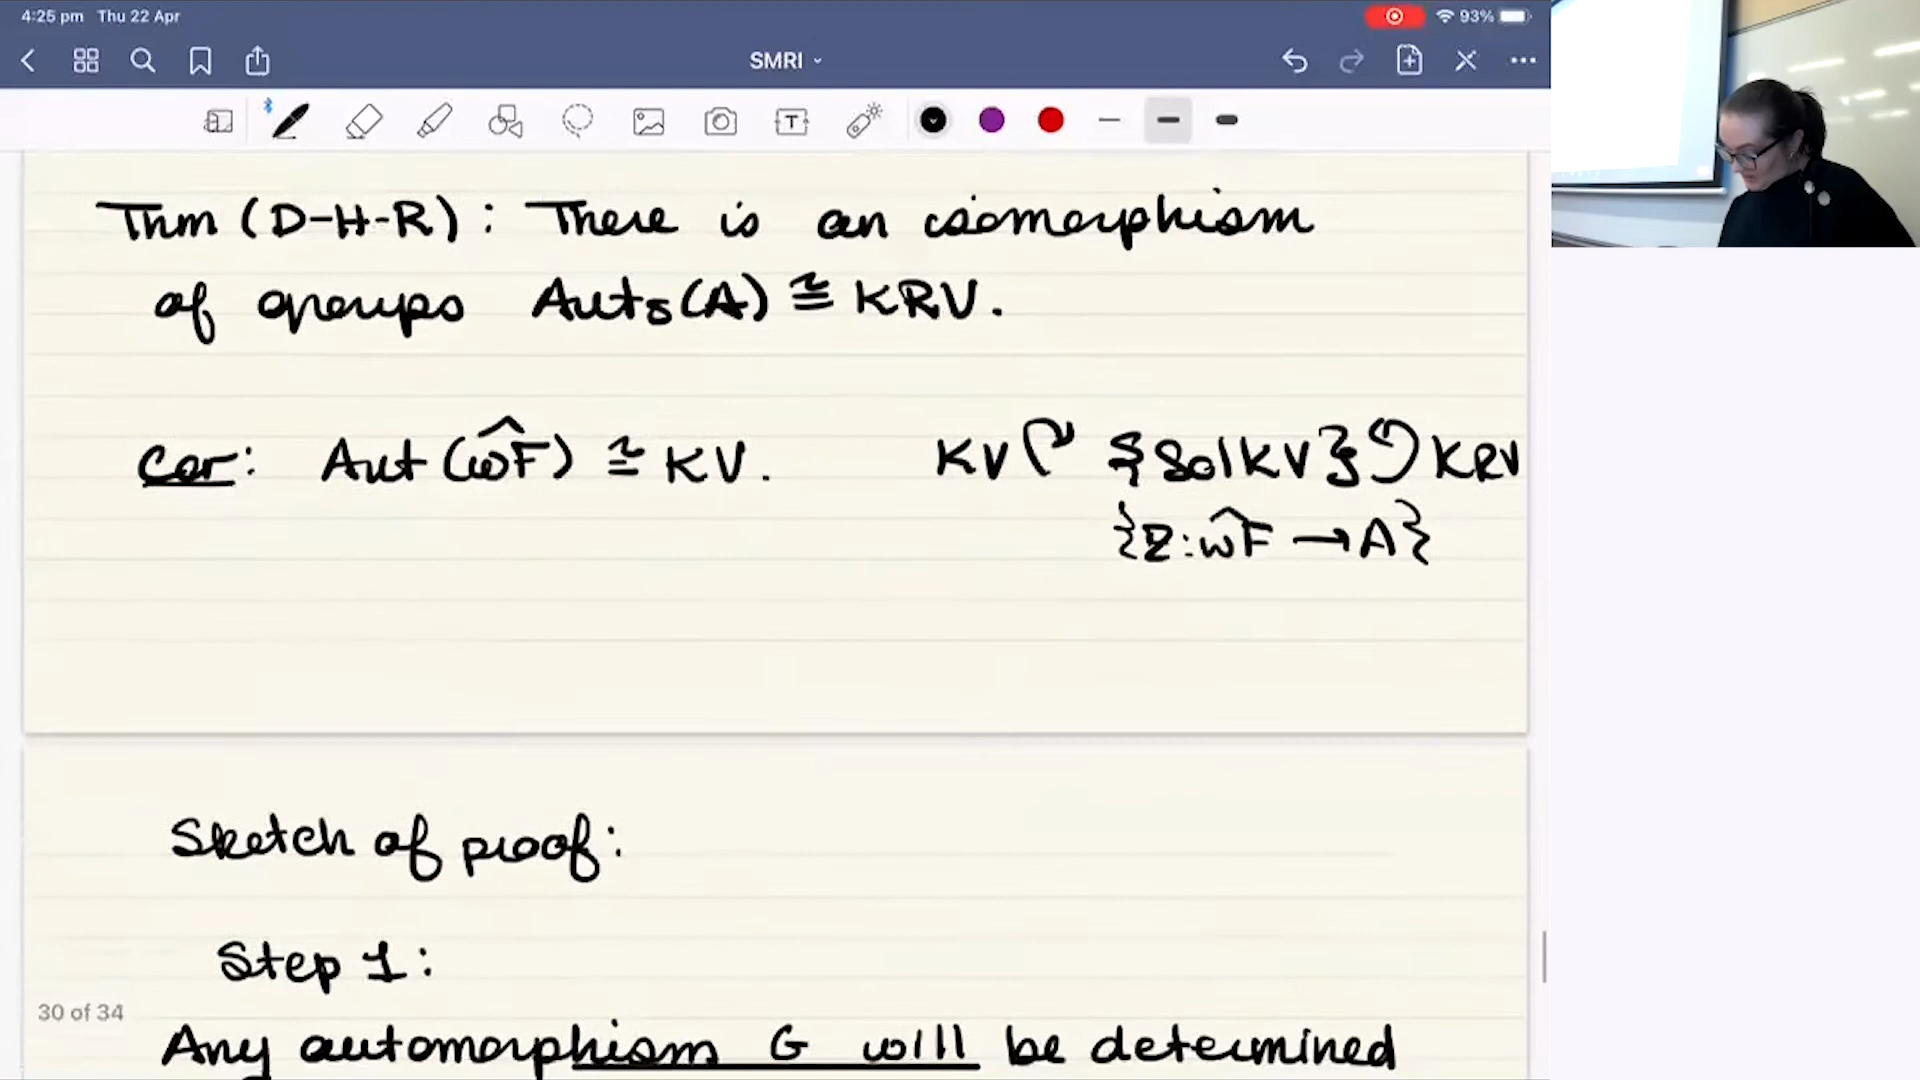 4:25 pm Thu 22 Apr
93%
SMRI
T
Thm (D-H-R): There is an isomorphism
of groups Aut₅(A) ≅ KRV.
Cor: Aut(ŵF) ≅ KV.
KV ↷ {SolKV} ↶ KRV
{Z: ŵF → A}
Sketch of proof:
Step 1:
30 of 34
Any automorphism G will be determined